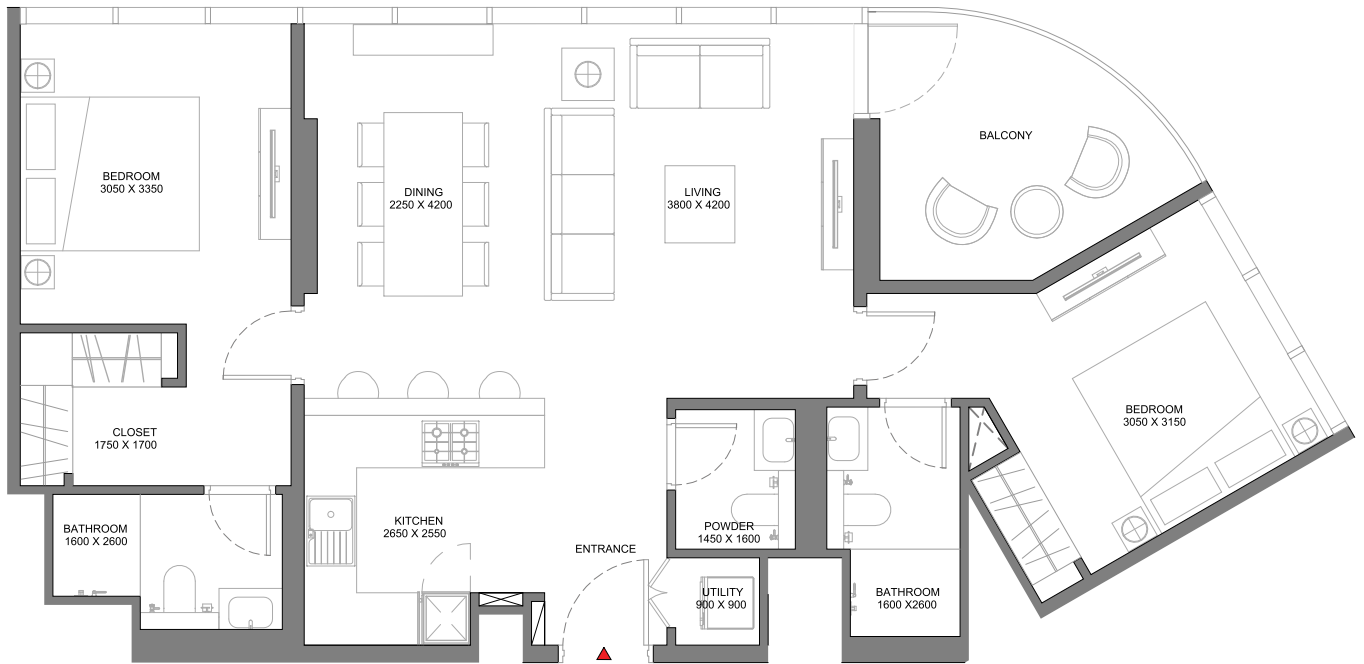 BALCONY
BEDROOM
3050 X 3350
DINING
2250 X 4200
LIVING
3800 X 4200
BEDROOM
3050 X 3150
CLOSET
1750 X 1700
BATHROOM
1600 X 2600
KITCHEN
2650 X 2550
POWDER
1450 X 1600
ENTRANCE
UTILITY
900 X 900
BATHROOM
1600 X2600